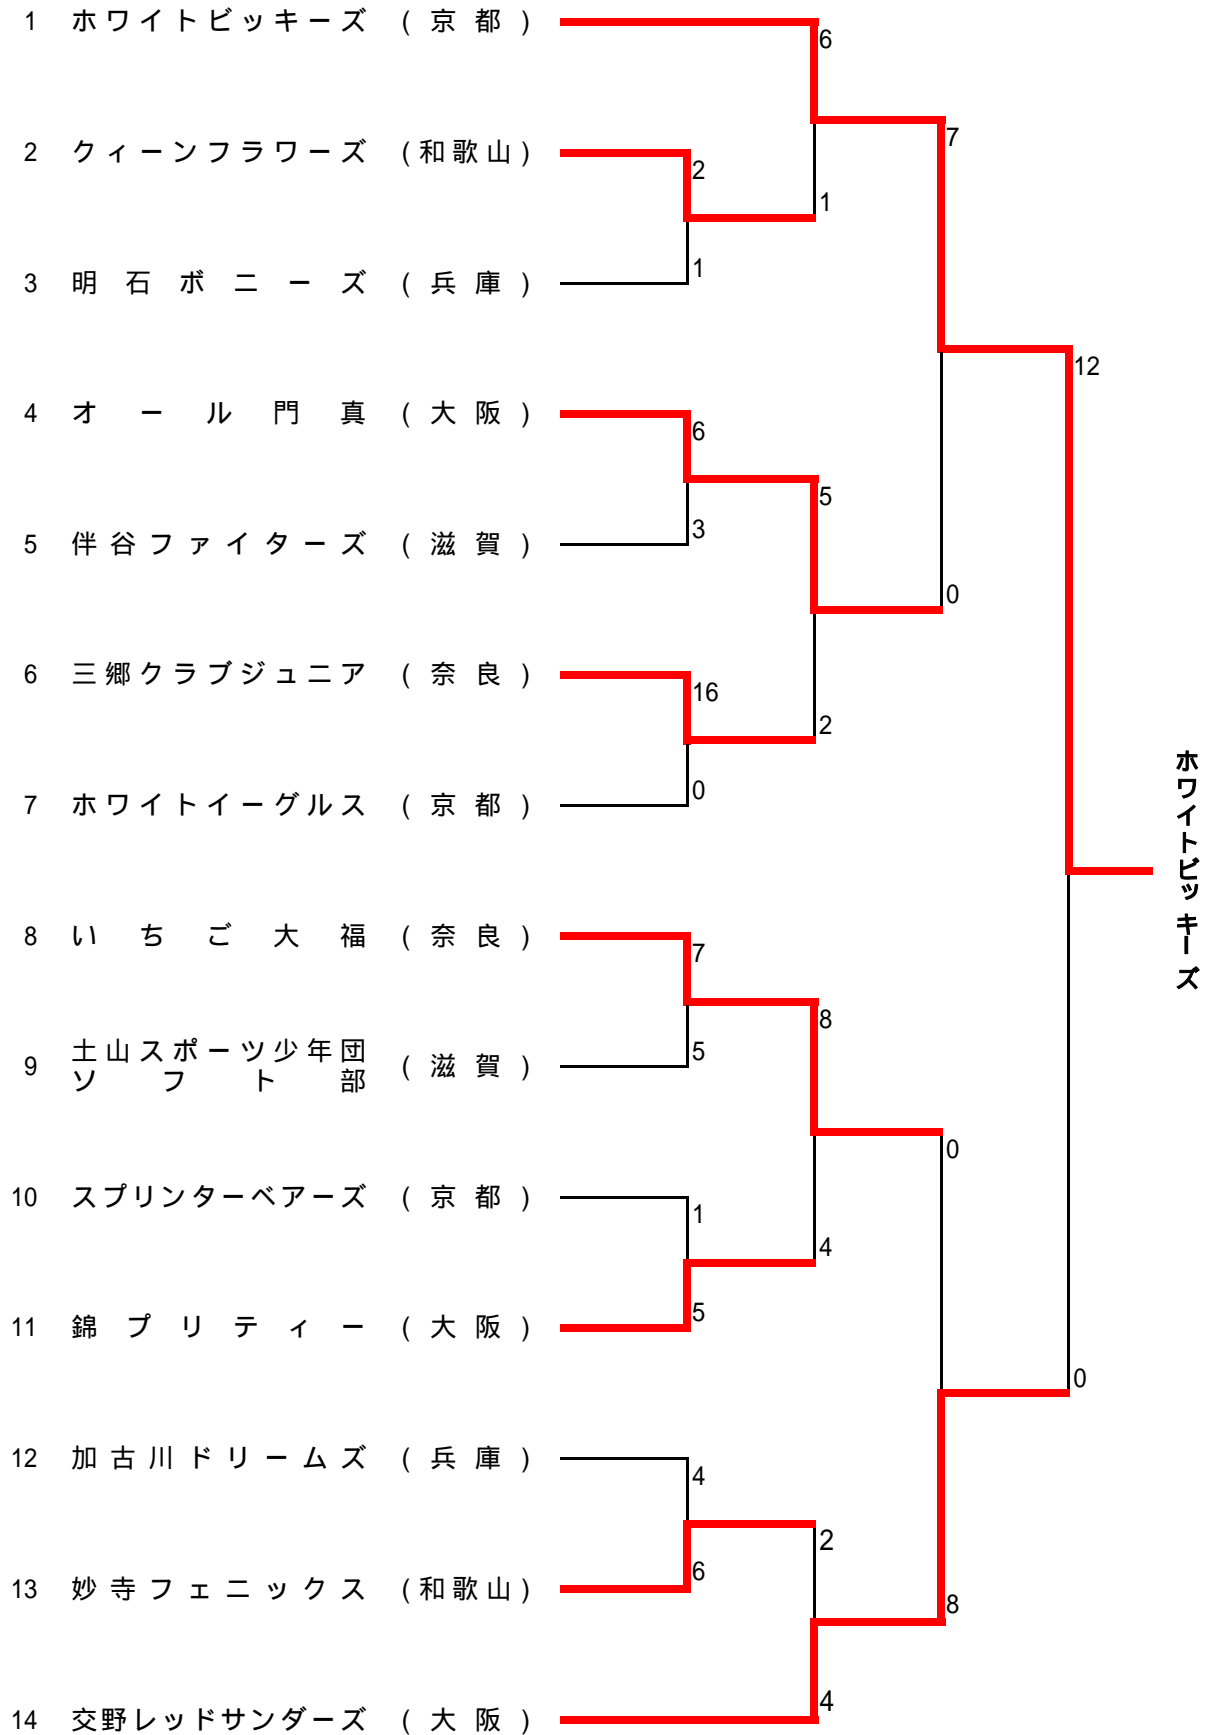 1 ホワイトビッキーズ (京都)
6
7
2 クィーンフラワーズ (和歌山)
2
1
3 明石ボニーズ (兵庫)
1
12
4 オール門真 (大阪)
6
5
5 伴谷ファイターズ (滋賀)
3
0
6 三郷クラブジュニア (奈良)
16
2
7 ホワイトイーグルス (京都)
0
ホワイトビッキーズ
8 いちご大福 (奈良)
7
8
9 土山スポーツ少年団
ソフト部 (滋賀)
5
0
10 スプリンターベアーズ (京都)
1
4
11 錦プリティー (大阪)
5
0
12 加古川ドリームズ (兵庫)
4
2
13 妙寺フェニックス (和歌山)
6
8
14 交野レッドサンダーズ (大阪)
4